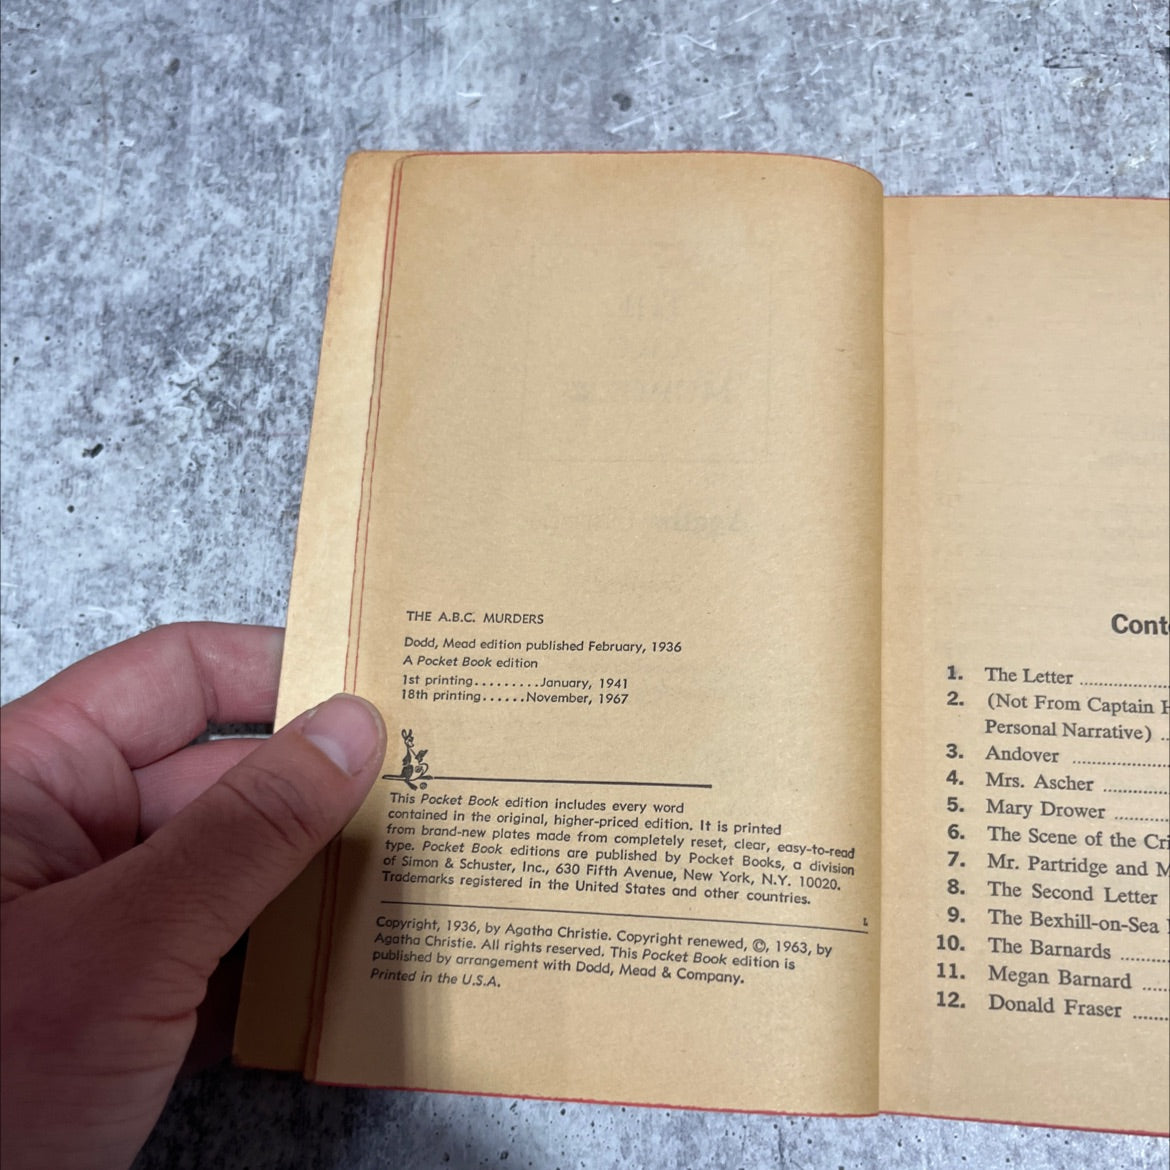 THE A.B.C. MURDERS
Dodd, Mead edition published February, 1936
A Pocket Book edition
1st printing.........January, 1941
18th printing......November, 1967
This Pocket Book edition includes every word
contained in the original, higher-priced edition. It is printed
from brand-new plates made from completely reset, clear, easy-to-read
type. Pocket Book editions are published by Pocket Books, a division
of Simon & Schuster, Inc., 630 Fifth Avenue, New York, N.Y. 10020.
Trademarks registered in the United States and other countries.
L
Copyright, 1936, by Agatha Christie. Copyright renewed, ©, 1963, by
Agatha Christie. All rights reserved. This Pocket Book edition is
published by arrangement with Dodd, Mead & Company.
Printed in the U.S.A.
Cont
1. The Letter ....................
2. (Not From Captain H
Personal Narrative) ..
3. Andover ......................
4. Mrs. Ascher ...............
5. Mary Drower .............
6. The Scene of the Cri
7. Mr. Partridge and M
8. The Second Letter
9. The Bexhill-on-Sea
10. The Barnards ............
11. Megan Barnard .....
12. Donald Fraser .......